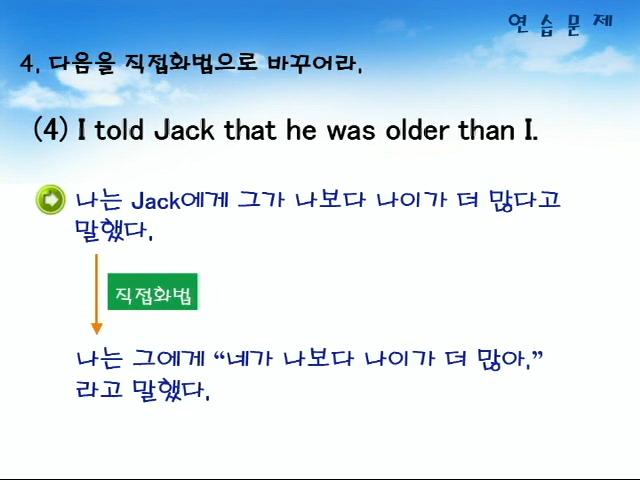 연습문제
4. 다음을 직접화법으로 바꾸어라.
(4) I told Jack that he was older than I.
나는 Jack에게 그가 나보다 나이가 더 많다고
말했다.
직접화법
나는 그에게 “네가 나보다 나이가 더 많아.”
라고 말했다.